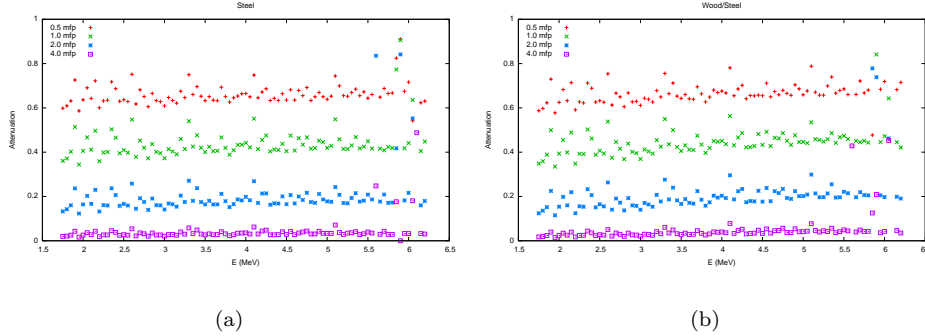 Steel
0.5 mfp
1.0 mfp
2.0 mfp
4.0 mfp
1
0.8
0.6
0.4
0.2
0
Attenuation
1.5 2 2.5 3 3.5 4 4.5 5 5.5 6 6.5
E (MeV)
(a)
Wood/Steel
0.5 mfp
1.0 mfp
2.0 mfp
4.0 mfp
1
0.8
0.6
0.4
0.2
0
Attenuation
1.5 2 2.5 3 3.5 4 4.5 5 5.5 6
E (MeV)
(b)